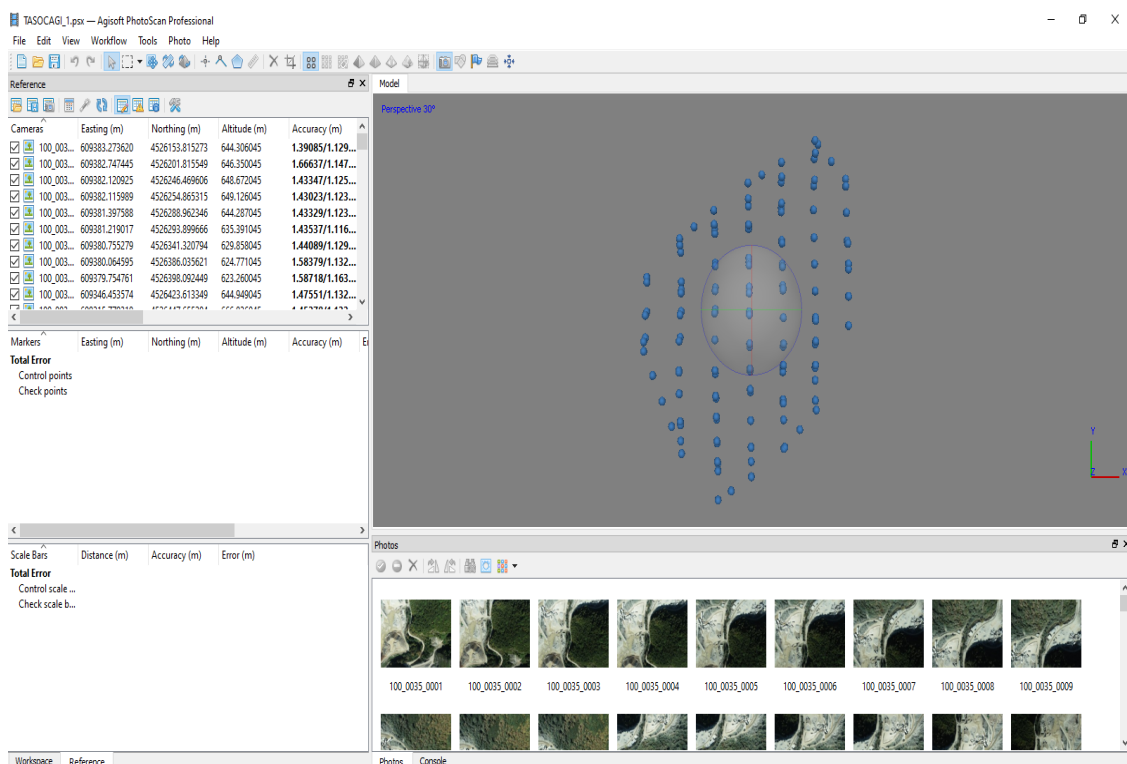 TASOCAGI_1.psx — Agisoft PhotoScan Professional
File Edit View Workflow Tools Photo Help
Reference
Cameras Easting (m) Northing (m) Altitude (m) Accuracy (m)
100_003... 609383.273620 4526153.815273 644.306045 1.39085/1.129...
100_003... 609382.747445 4526201.815549 646.350045 1.66637/1.147...
100_003... 609382.120925 4526246.469606 648.672045 1.43347/1.125...
100_003... 609382.115989 4526254.865315 649.126045 1.43023/1.123...
100_003... 609381.397588 4526288.962346 644.287045 1.43329/1.123...
100_003... 609381.219017 4526293.899666 635.391045 1.43537/1.116...
100_003... 609380.755279 4526341.320794 629.858045 1.44089/1.129...
100_003... 609380.064595 4526386.035621 624.771045 1.58379/1.132...
100_003... 609379.754761 4526398.092449 623.260045 1.58718/1.163...
100_003... 609346.453574 4526423.613349 644.949045 1.47551/1.132...
Markers Easting (m) Northing (m) Altitude (m) Accuracy (m)
Total Error
Control points
Check points
Scale Bars Distance (m) Accuracy (m) Error (m)
Total Error
Control scale ...
Check scale b...
Workspace Reference
Model
Perspective 30°
Y
Z X
Photos
100_0035_0001 100_0035_0002 100_0035_0003 100_0035_0004 100_0035_0005 100_0035_0006 100_0035_0007 100_0035_0008 100_0035_0009
Photos Console